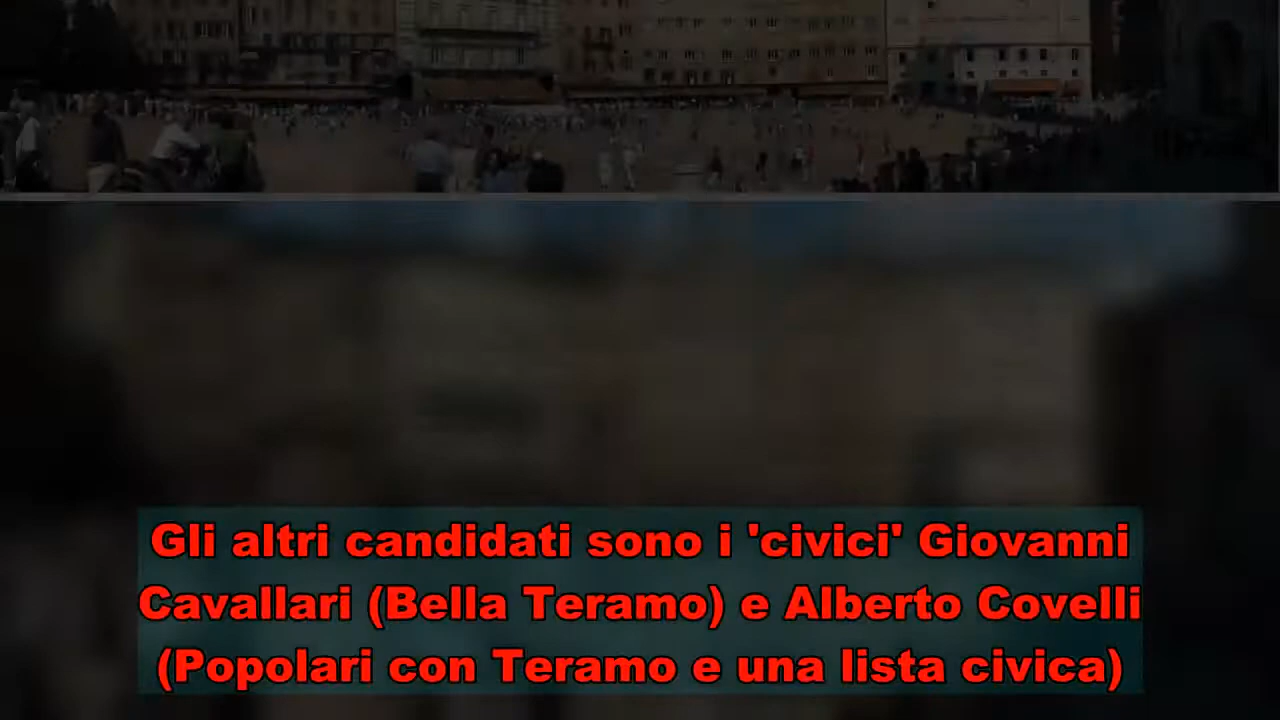 Gli altri candidati sono i 'civici' Giovanni
Cavallari (Bella Teramo) e Alberto Covelli
(Popolari con Teramo e una lista civica)